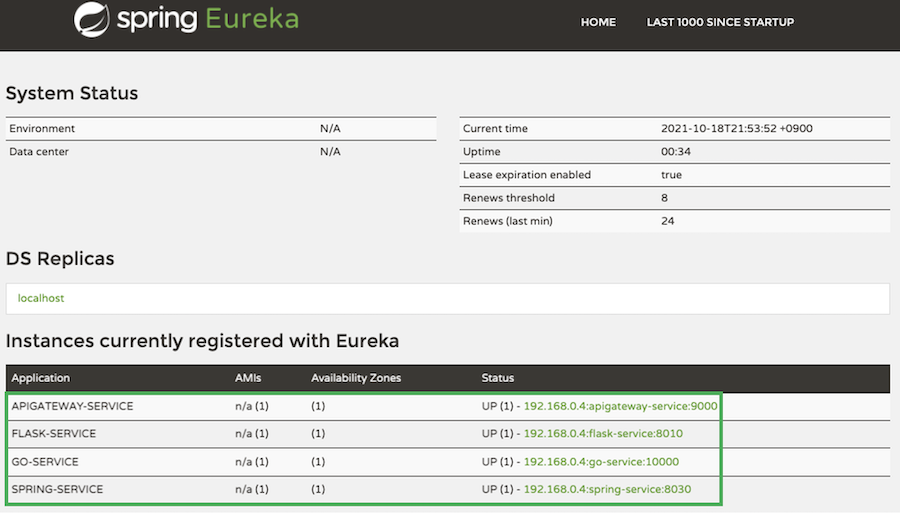 spring Eureka
HOME LAST 1000 SINCE STARTUP
System Status
Environment N/A
Data center N/A
Current time 2021-10-18T21:53:52 +0900
Uptime 00:34
Lease expiration enabled true
Renews threshold 8
Renews (last min) 24
DS Replicas
localhost
Instances currently registered with Eureka
Application AMIs Availability Zones Status
APIGATEWAY-SERVICE n/a (1) (1) UP (1) - 192.168.0.4:apigateway-service:9000
FLASK-SERVICE n/a (1) (1) UP (1) - 192.168.0.4:flask-service:8010
GO-SERVICE n/a (1) (1) UP (1) - 192.168.0.4:go-service:10000
SPRING-SERVICE n/a (1) (1) UP (1) - 192.168.0.4:spring-service:8030